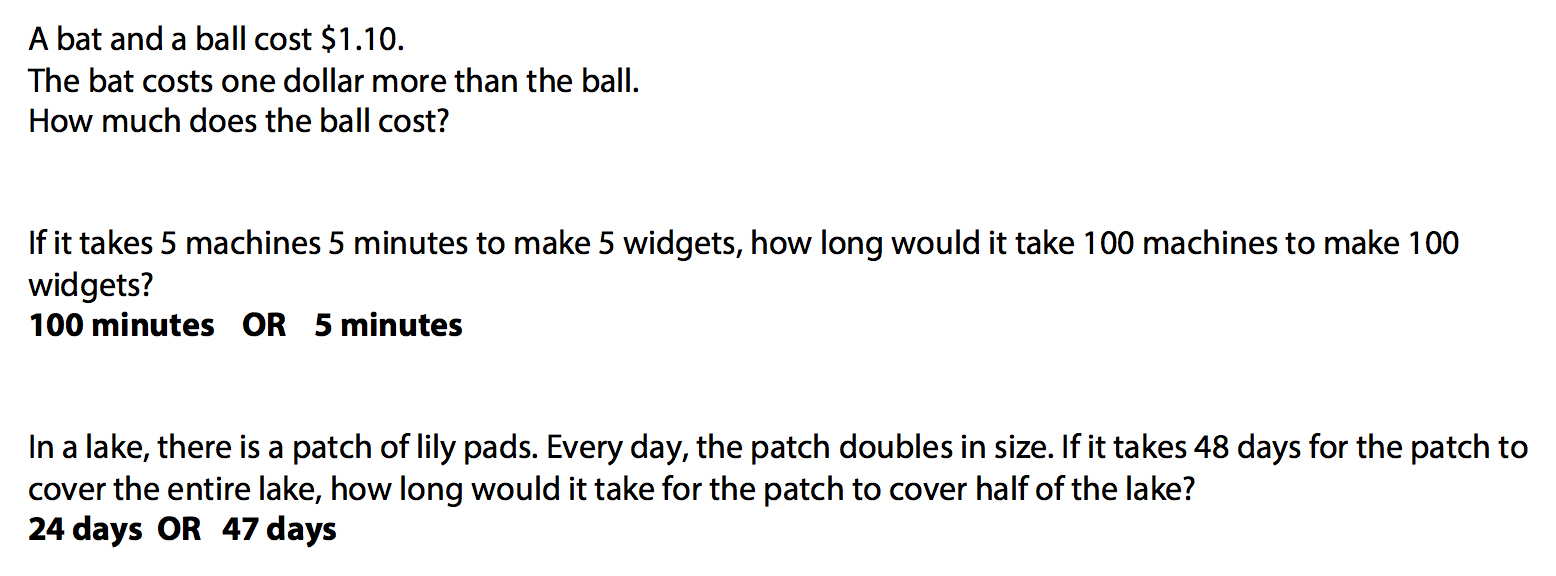 A bat and a ball cost $1.10.
The bat costs one dollar more than the ball.
How much does the ball cost?
If it takes 5 machines 5 minutes to make 5 widgets, how long would it take 100 machines to make 100
widgets?
100 minutes OR 5 minutes
In a lake, there is a patch of lily pads. Every day, the patch doubles in size. If it takes 48 days for the patch to
cover the entire lake, how long would it take for the patch to cover half of the lake?
24 days OR 47 days